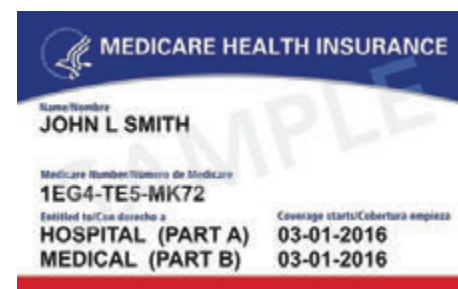 MEDICARE HEALTH INSURANCE
Name/Nombre
JOHN L SMITH
Medicare Number/Número de Medicare
1EG4-TE5-MK72
Entitled to/Con derecho a Coverage starts/Cobertura empieza
HOSPITAL (PART A) 03-01-2016
MEDICAL (PART B) 03-01-2016
SAMPLE